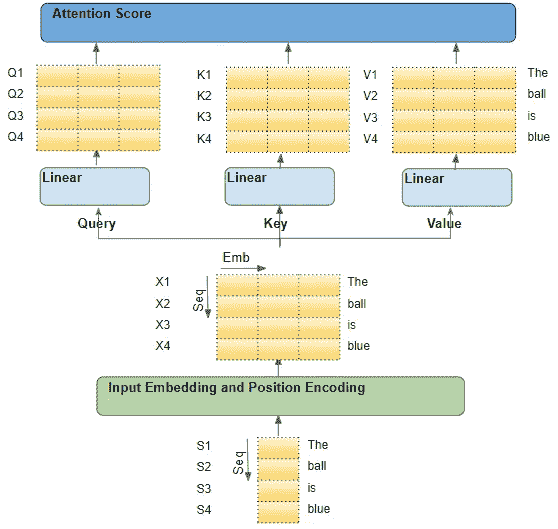 Attention Score
Q1 K1 V1 The
Q2 K2 V2 ball
Q3 K3 V3 is
Q4 K4 V4 blue
Linear Linear Linear
Query Key Value
Emb
Seq
X1 The
X2 ball
X3 is
X4 blue
Input Embedding and Position Encoding
Seq
S1 The
S2 ball
S3 is
S4 blue